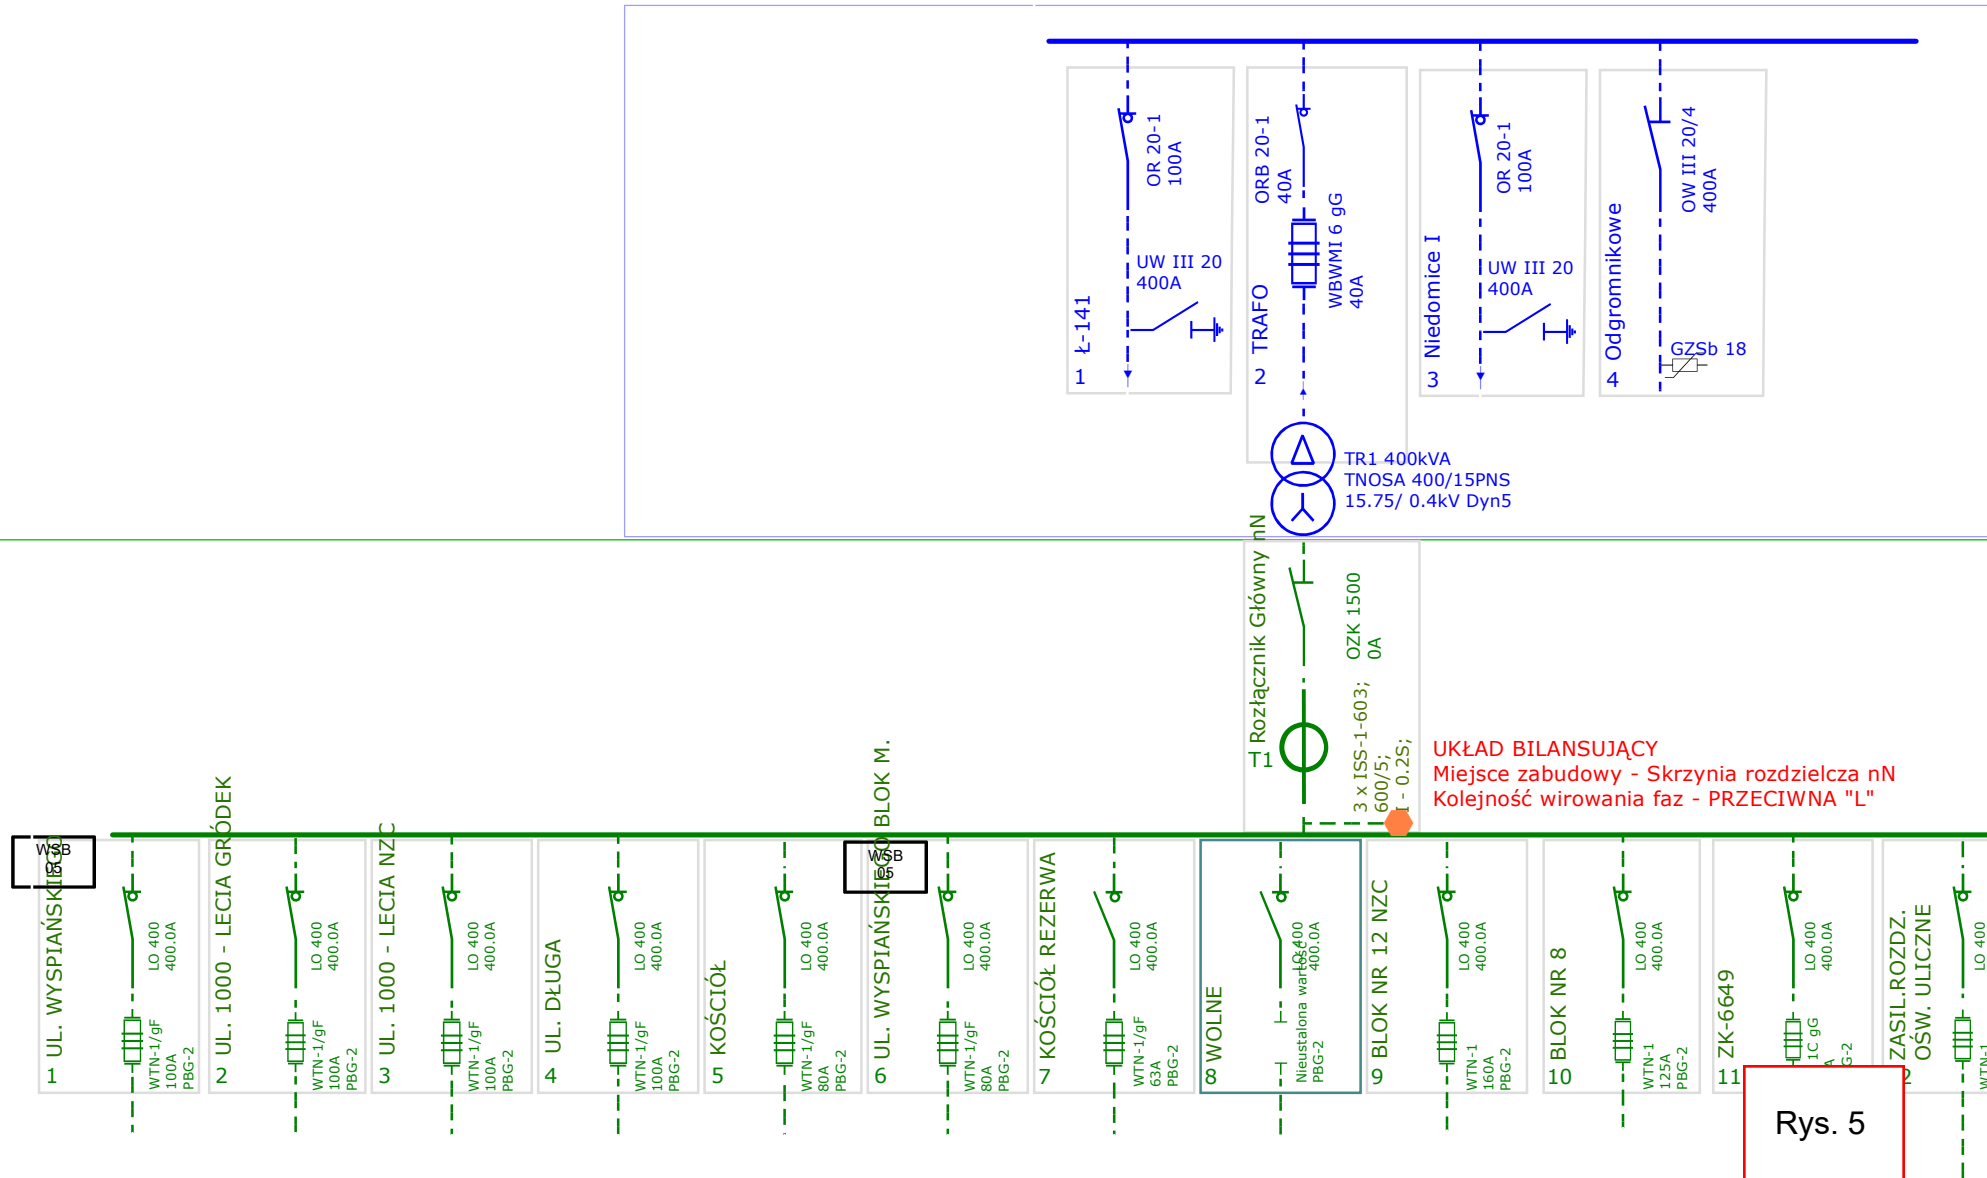 OR 20-1
100A
UW III 20
400A
Ł-141
1
ORB 20-1
40A
WBWMI 6 gG
40A
TRAFO
2
OR 20-1
100A
UW III 20
400A
Niedomice I
3
OW III 20/4
400A
Odgromnikowe
GZSb 18
4
TR1 400kVA
TNOSA 400/15PNS
15.75/ 0.4kV Dyn5
Rozłącznik Główny nN
OZK 1500
0A
T1
3 x ISS-1-603;
600/5;
I - 0.2S;
UKŁAD BILANSUJĄCY
Miejsce zabudowy - Skrzynia rozdzielcza nN
Kolejność wirowania faz - PRZECIWNA "L"
WSB
05
UL. WYSPIAŃSKIEGO
1
LO 400
400.0A
WTN-1/gF
100A
PBG-2
UL. 1000 - LECIA GRÓDEK
2
LO 400
400.0A
WTN-1/gF
100A
PBG-2
UL. 1000 - LECIA NZC
3
LO 400
400.0A
WTN-1/gF
100A
PBG-2
UL. DŁUGA
4
LO 400
400.0A
WTN-1/gF
100A
PBG-2
KOŚCIÓŁ
5
LO 400
400.0A
WTN-1/gF
80A
PBG-2
WSB
05
UL. WYSPIAŃSKIEGO BLOK M.
6
LO 400
400.0A
WTN-1/gF
80A
PBG-2
KOŚCIÓŁ REZERWA
7
LO 400
400.0A
WTN-1/gF
63A
PBG-2
WOLNE
8
LO 400
400.0A
Nieustalona wartość
PBG-2
BLOK NR 12 NZC
9
LO 400
400.0A
WTN-1
160A
PBG-2
BLOK NR 8
10
LO 400
400.0A
WTN-1
125A
PBG-2
ZK-6649
11
LO 400
400.0A
1C gG
A
G-2
ZASIL.ROZDZ.
OŚW. ULICZNE
2
LO 400
WTN-1
Rys. 5